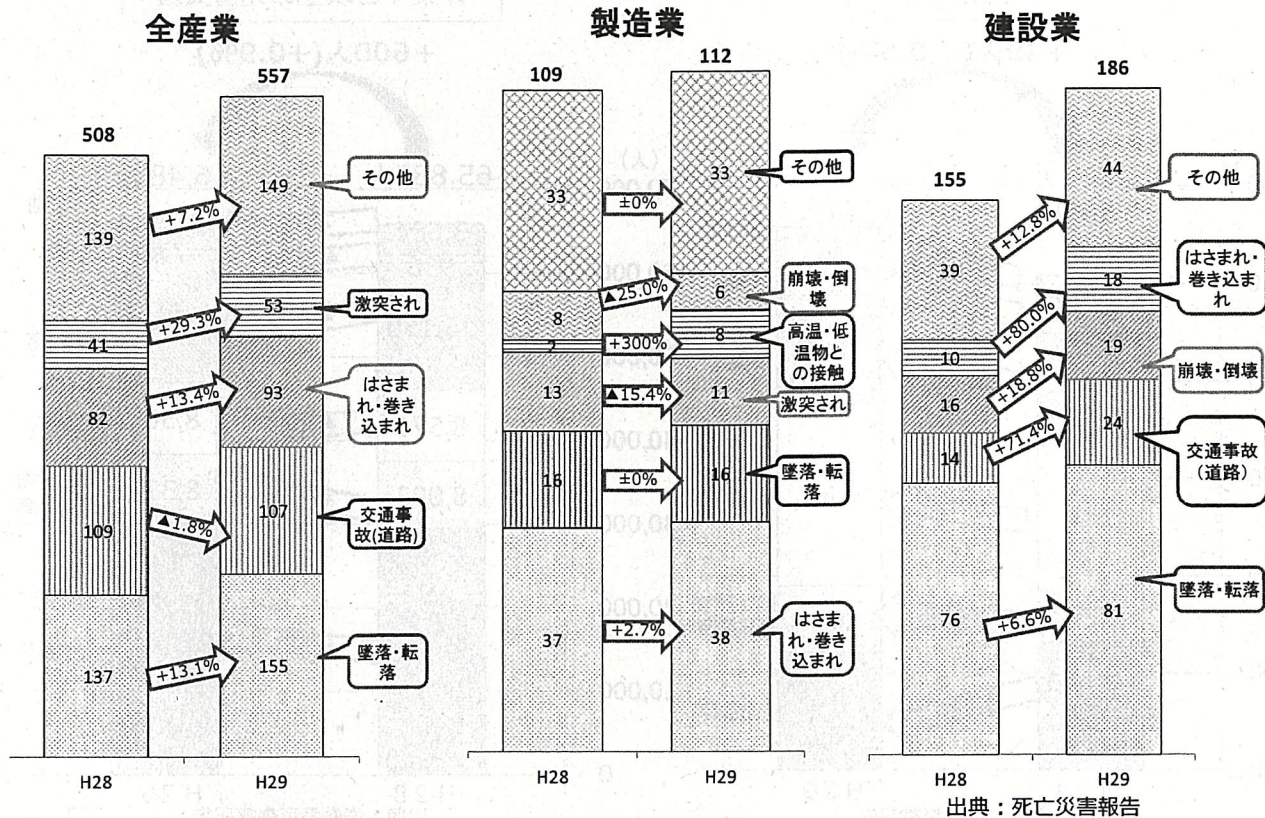 全産業
557
508
149
その他
+7.2%
139
53
激突され
+29.3%
41
93
はさま
れ・巻き
込まれ
+13.4%
82
107
交通事
故(道路)
▲1.8%
109
155
墜落・転
落
+13.1%
137
H28
H29
製造業
109
112
33
その他
±0%
33
6
崩壊・倒
壊
▲25.0%
8
8
高温・低
温物と
の接触
+300%
2
11
激突され
▲15.4%
13
16
墜落・転
落
±0%
16
38
はさま
れ・巻き
込まれ
+2.7%
37
H28
H29
建設業
186
155
44
その他
+12.8%
39
18
はさまれ・
巻き込ま
れ
+80.0%
10
19
崩壊・倒壊
+18.8%
16
24
交通事故
(道路)
+71.4%
14
81
墜落・転落
+6.6%
76
H28
H29
出典：死亡災害報告